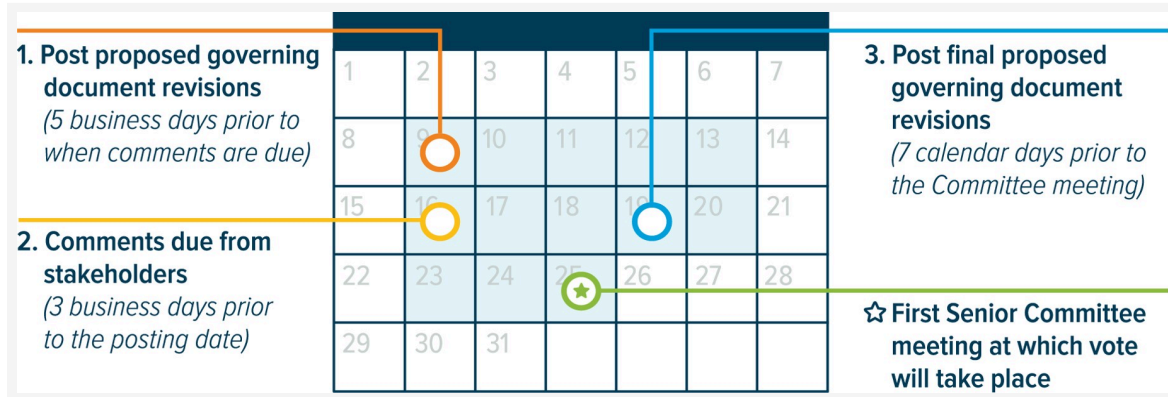 1. Post proposed governing
document revisions
(5 business days prior to
when comments are due)
2. Comments due from
stakeholders
(3 business days prior
to the posting date)
1 2 3 4 5 6 7
8 9 10 11 12 13 14
15 16 17 18 19 20 21
22 23 24 25 26 27 28
29 30 31
3. Post final proposed
governing document
revisions
(7 calendar days prior to
the Committee meeting)
First Senior Committee
meeting at which vote
will take place